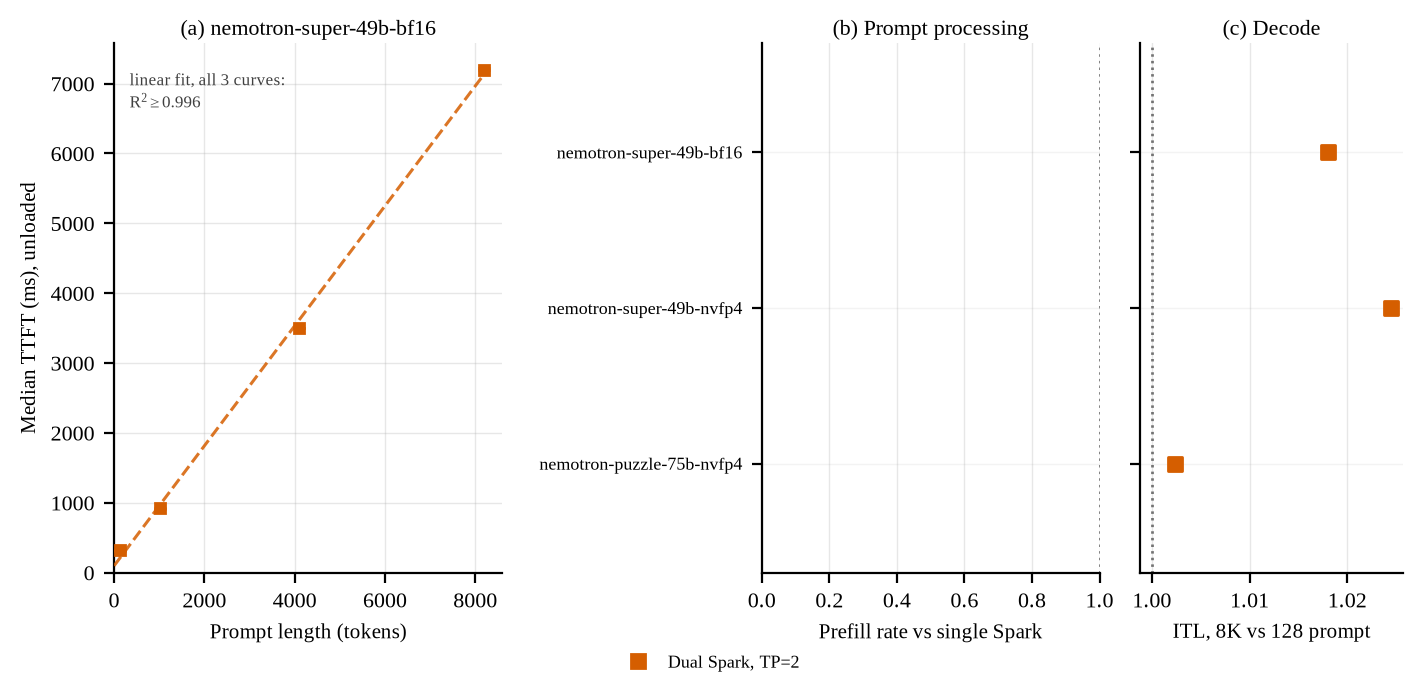 (a) nemotron-super-49b-bf16
linear fit, all 3 curves:
R² ≥ 0.996
7000
6000
5000
4000
3000
2000
1000
0
Median TTFT (ms), unloaded
0 2000 4000 6000 8000
Prompt length (tokens)
(b) Prompt processing
nemotron-super-49b-bf16
nemotron-super-49b-nvfp4
nemotron-puzzle-75b-nvfp4
0.0 0.2 0.4 0.6 0.8 1.0
Prefill rate vs single Spark
(c) Decode
1.00 1.01 1.02
ITL, 8K vs 128 prompt
Dual Spark, TP=2